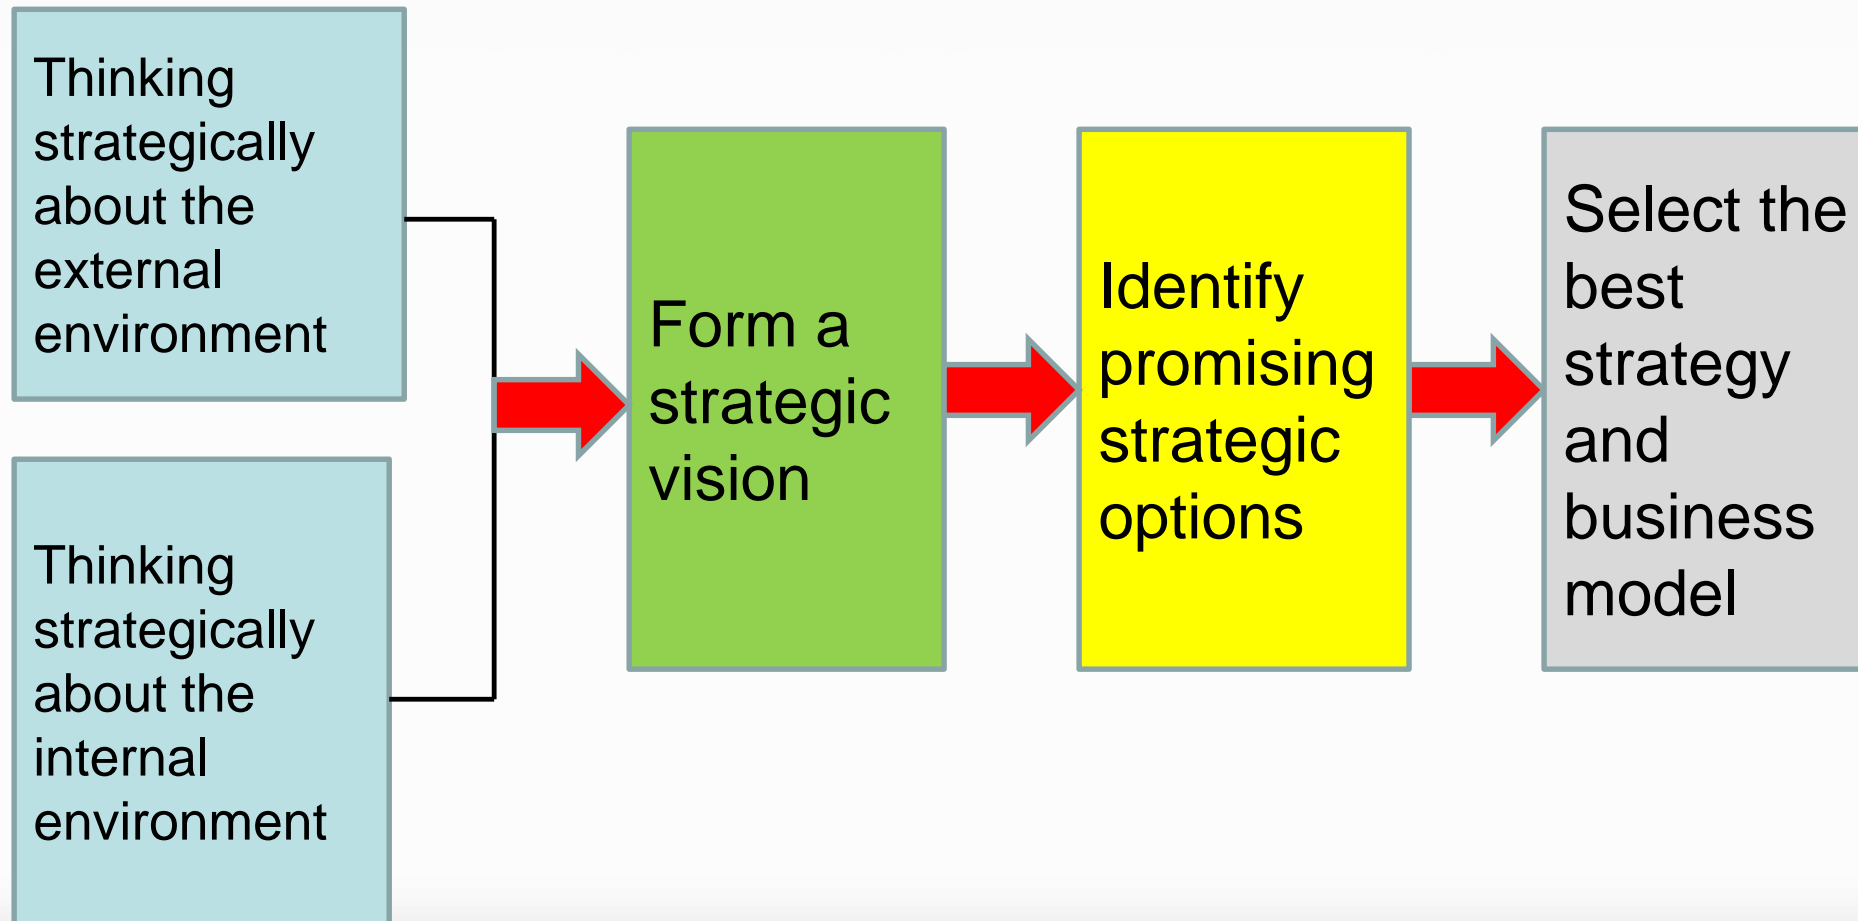 Thinking
strategically
about the
external
environment
Thinking
strategically
about the
internal
environment
Form a
strategic
vision
Identify
promising
strategic
options
Select the
best
strategy
and
business
model